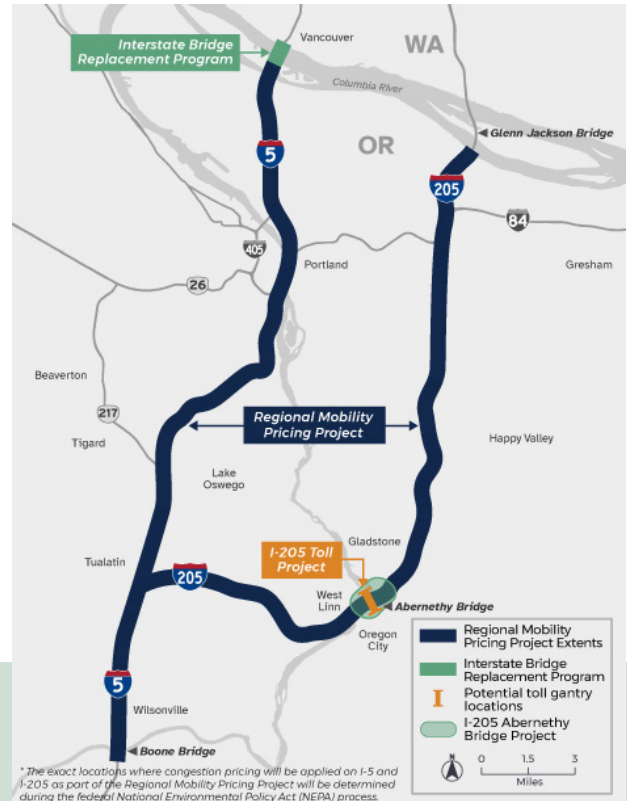 Interstate Bridge
Replacement Program
Vancouver
WA
Columbia River
Glenn Jackson Bridge
OR
5
205
84
405
Portland
Gresham
26
Beaverton
217
Tigard
Regional Mobility
Pricing Project
Happy Valley
Lake
Oswego
Gladstone
I-205 Toll
Project
Tualatin
205
West
Linn
Abernethy Bridge
Oregon
City
5
Wilsonville
Boone Bridge
Regional Mobility
Pricing Project Extents
Interstate Bridge
Replacement Program
Potential toll gantry
locations
I-205 Abernethy
Bridge Project
N
0 1.5 3
Miles
* The exact locations where congestion pricing will be applied on I-5 and
I-205 as part of the Regional Mobility Pricing Project will be determined
during the federal National Environmental Policy Act (NEPA) process.